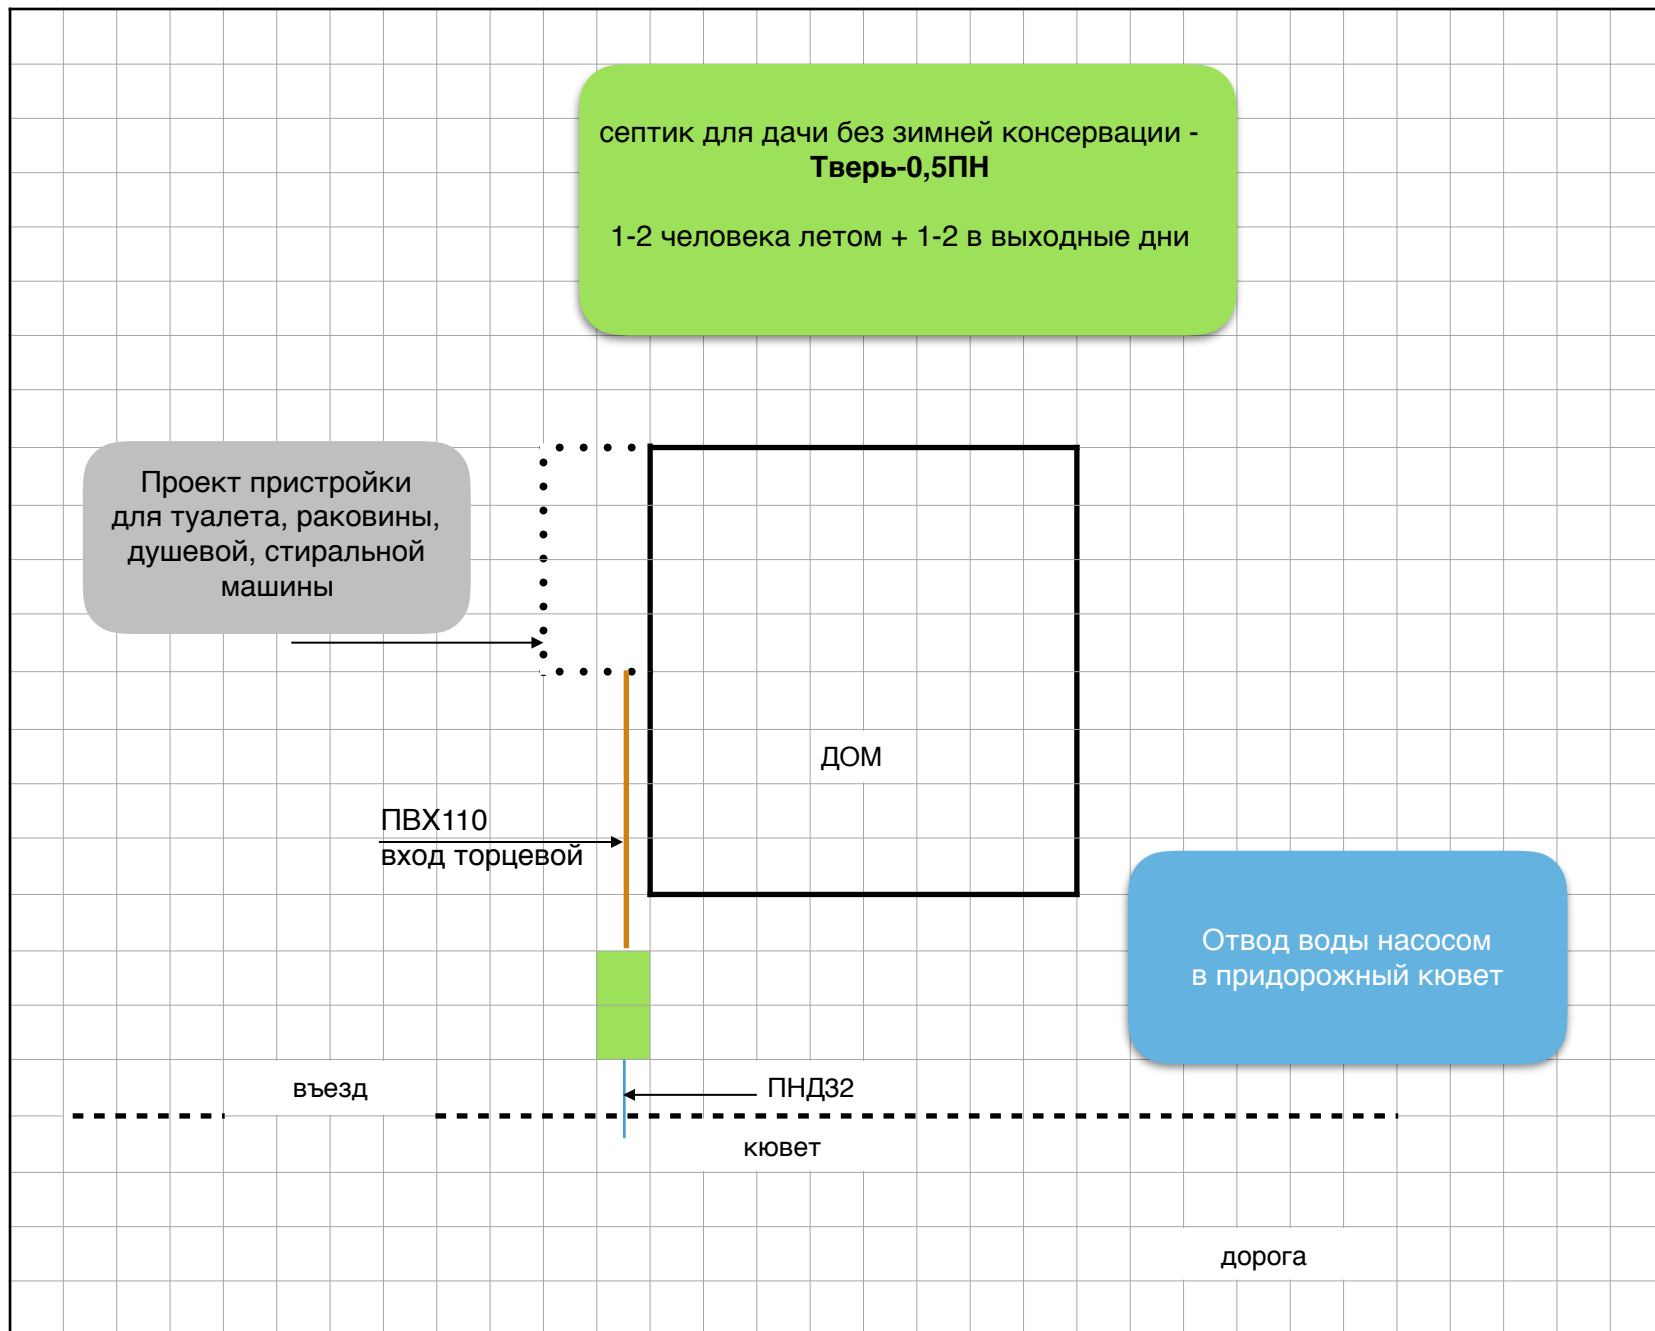 септик для дачи без зимней консервации -
Тверь-0,5ПН
1-2 человека летом + 1-2 в выходные дни
Проект пристройки
для туалета, раковины,
душевой, стиральной
машины
ДОМ
ПВХ110
вход торцевой
Отвод воды насосом
в придорожный кювет
въезд
ПНД32
кювет
дорога